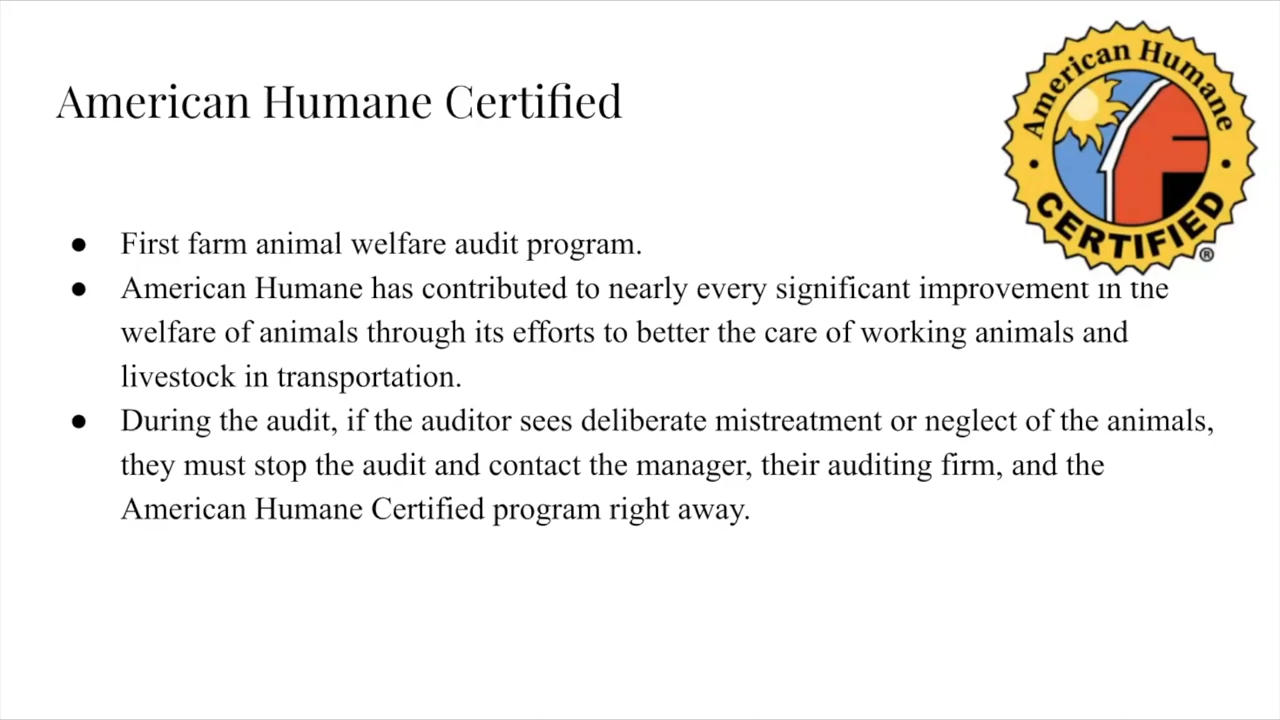 American Humane Certified
American Humane
CERTIFIED
®
● First farm animal welfare audit program.
● American Humane has contributed to nearly every significant improvement in the
welfare of animals through its efforts to better the care of working animals and
livestock in transportation.
● During the audit, if the auditor sees deliberate mistreatment or neglect of the animals,
they must stop the audit and contact the manager, their auditing firm, and the
American Humane Certified program right away.